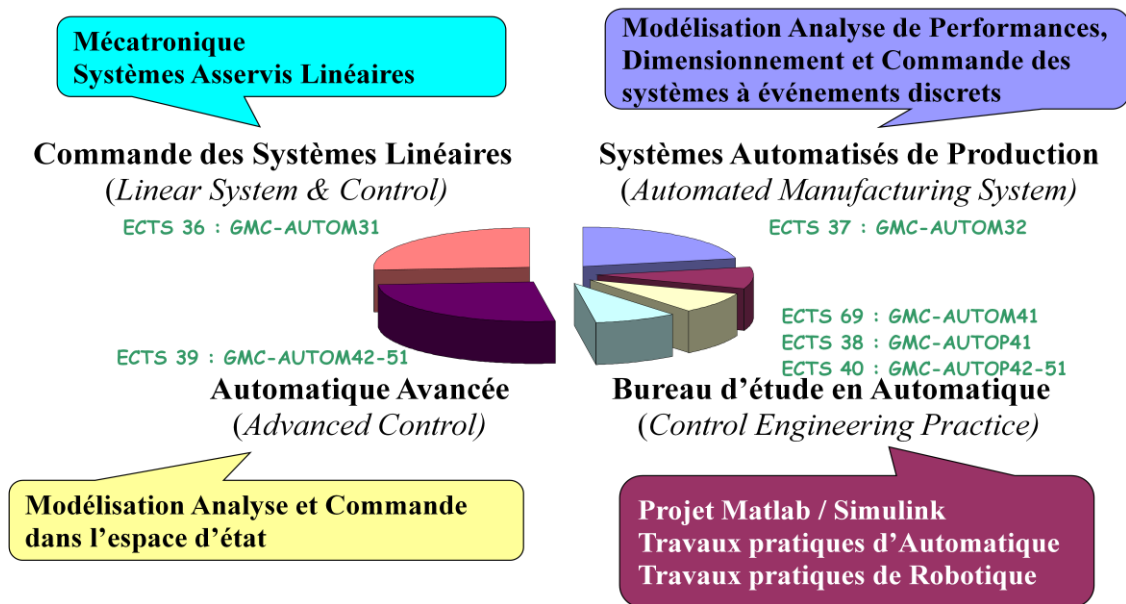 Mécatronique
Systèmes Asservis Linéaires
Modélisation Analyse de Performances,
Dimensionnement et Commande des
systèmes à événements discrets
Commande des Systèmes Linéaires
(Linear System & Control)
ECTS 36 : GMC-AUTOM31
Systèmes Automatisés de Production
(Automated Manufacturing System)
ECTS 37 : GMC-AUTOM32
ECTS 39 : GMC-AUTOM42-51
Automatique Avancée
(Advanced Control)
ECTS 69 : GMC-AUTOM41
ECTS 38 : GMC-AUTOP41
ECTS 40 : GMC-AUTOP42-51
Bureau d'étude en Automatique
(Control Engineering Practice)
Modélisation Analyse et Commande
dans l'espace d'état
Projet Matlab / Simulink
Travaux pratiques d'Automatique
Travaux pratiques de Robotique